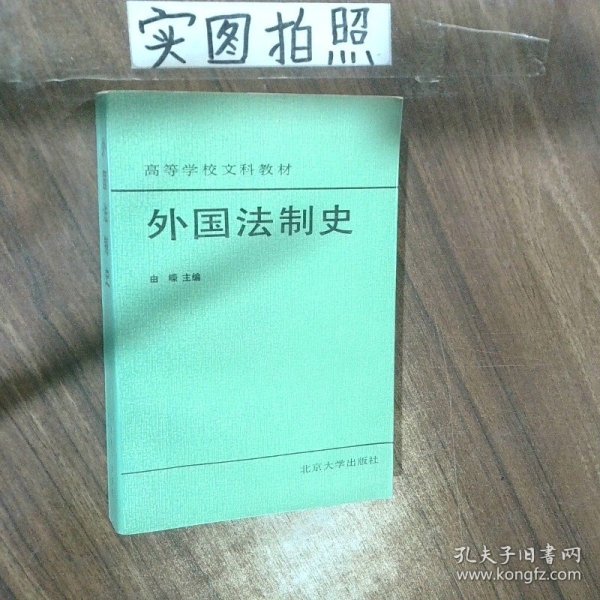 实图拍照
高等学校文科教材
外国法制史
由嵘 主编
北京大学出版社
孔夫子旧书网
www.kongfz.com